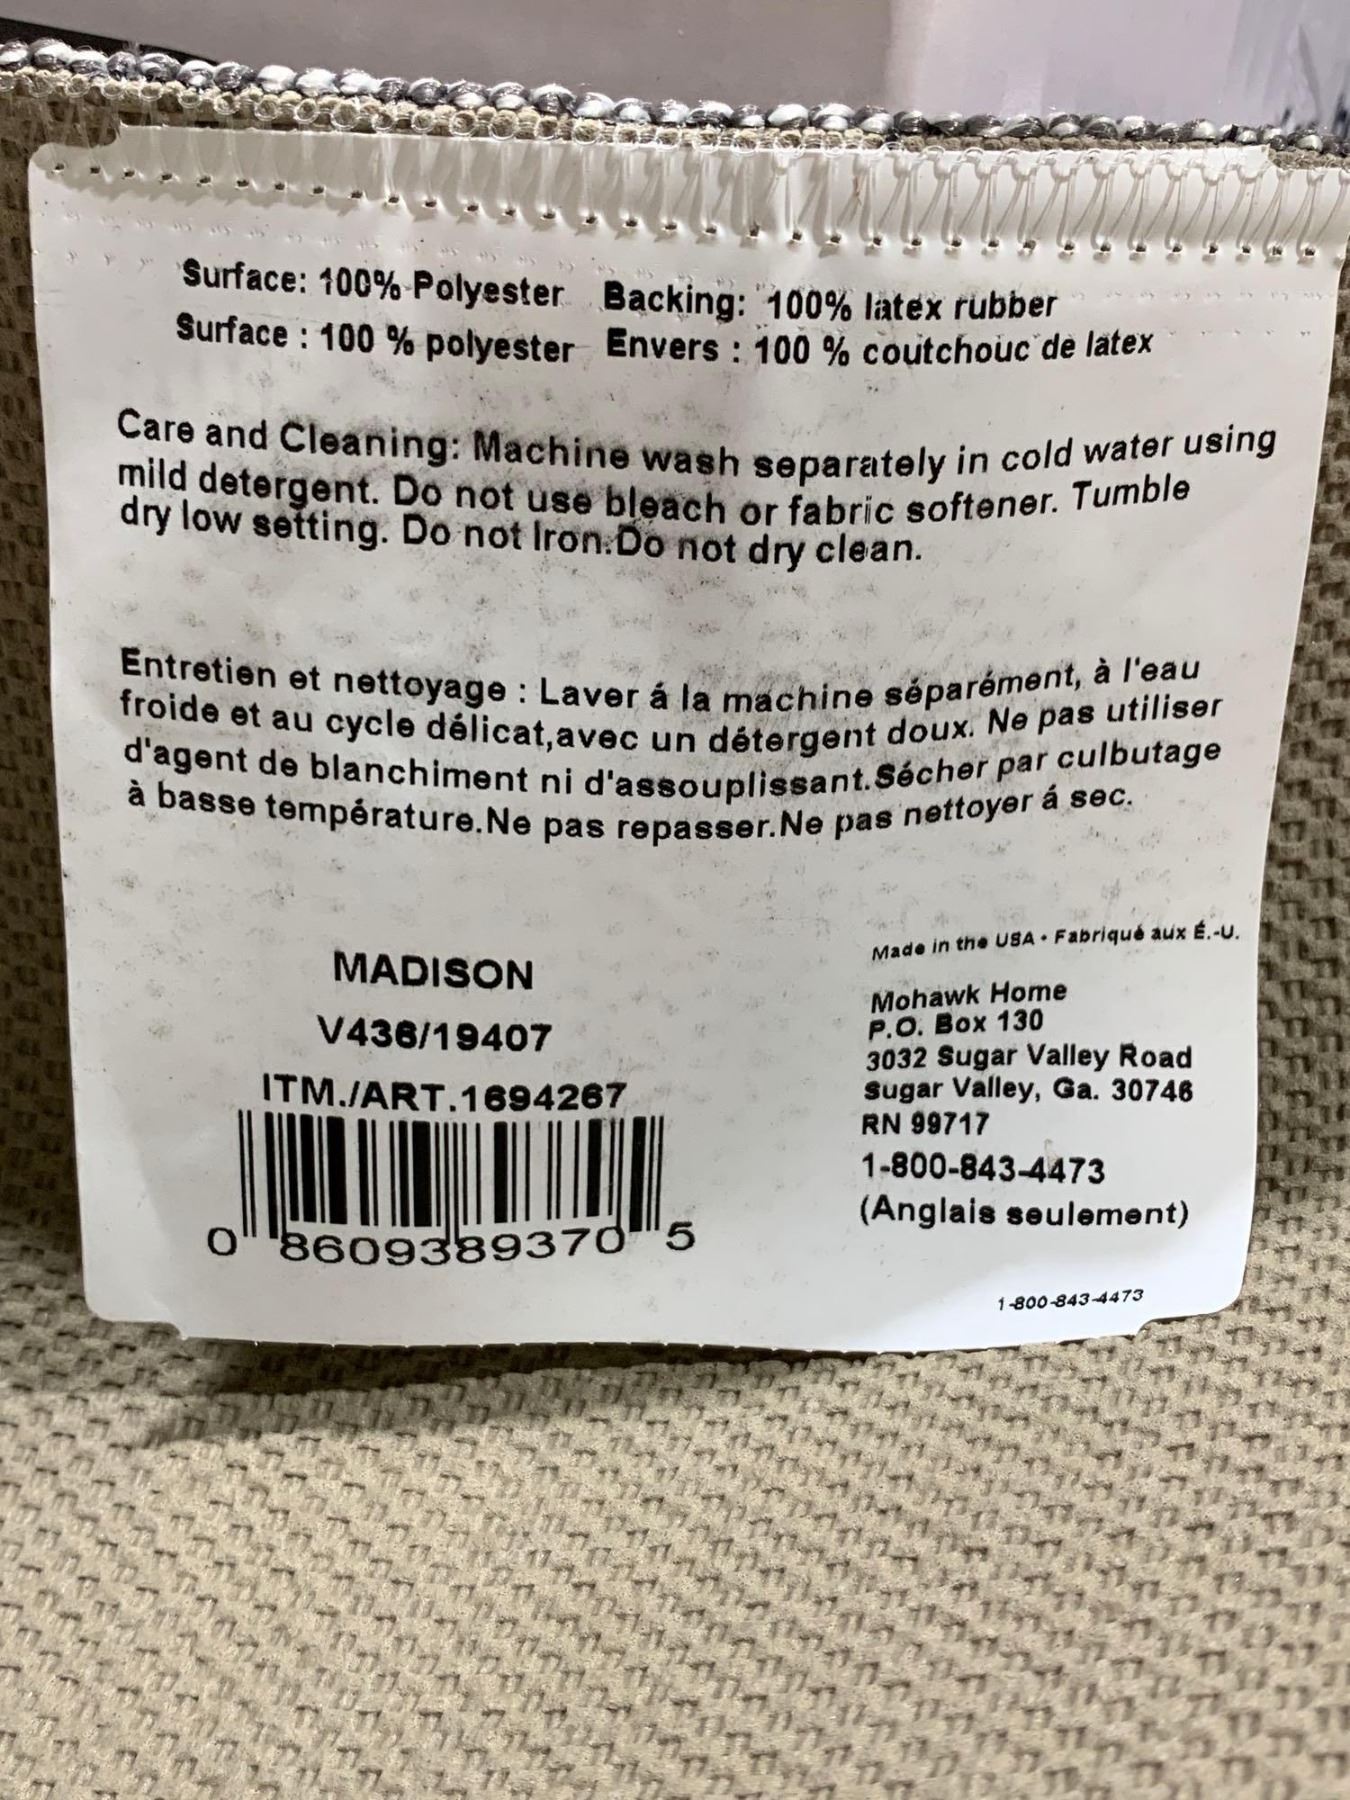 Surface: 100% Polyester Backing: 100% latex rubber
Surface : 100 % polyester Envers : 100 % coutchouc de latex
Care and Cleaning: Machine wash separately in cold water using
mild detergent. Do not use bleach or fabric softener. Tumble
dry low setting. Do not Iron.Do not dry clean.
Entretien et nettoyage : Laver á la machine séparément, à l'eau
froide et au cycle délicat,avec un détergent doux. Ne pas utiliser
d'agent de blanchiment ni d'assouplissant.Sécher par culbutage
à basse température.Ne pas repasser.Ne pas nettoyer á sec.
MADISON
V436/19407
ITM./ART.1694267
0 8609389370 5
Made in the USA • Fabriqué aux É.-U.
Mohawk Home
P.O. Box 130
3032 Sugar Valley Road
Sugar Valley, Ga. 30746
RN 99717
1-800-843-4473
(Anglais seulement)
1-800-843-4473